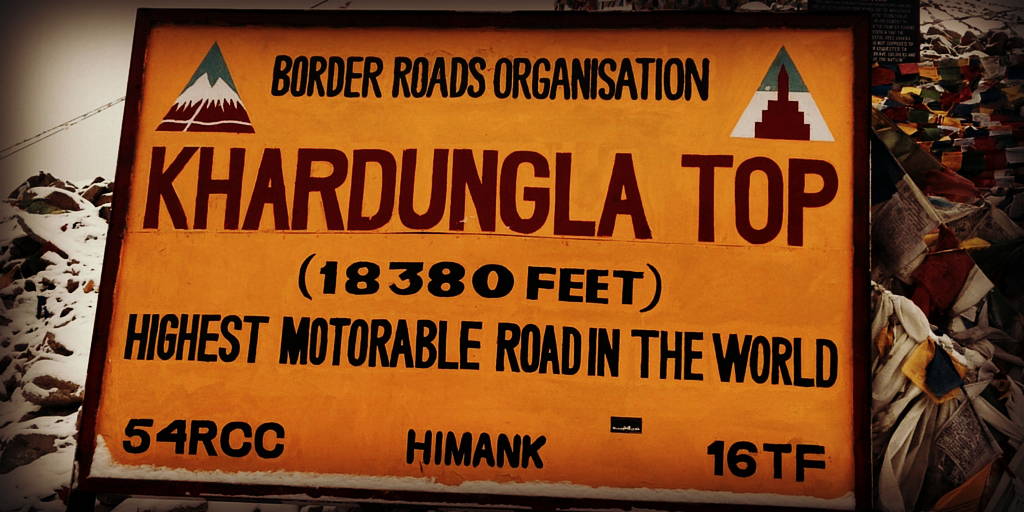 BORDER ROADS ORGANISATION
KHARDUNGLA TOP
(18380 FEET)
HIGHEST MOTORABLE ROAD IN THE WORLD
54RCC HIMANK 16TF